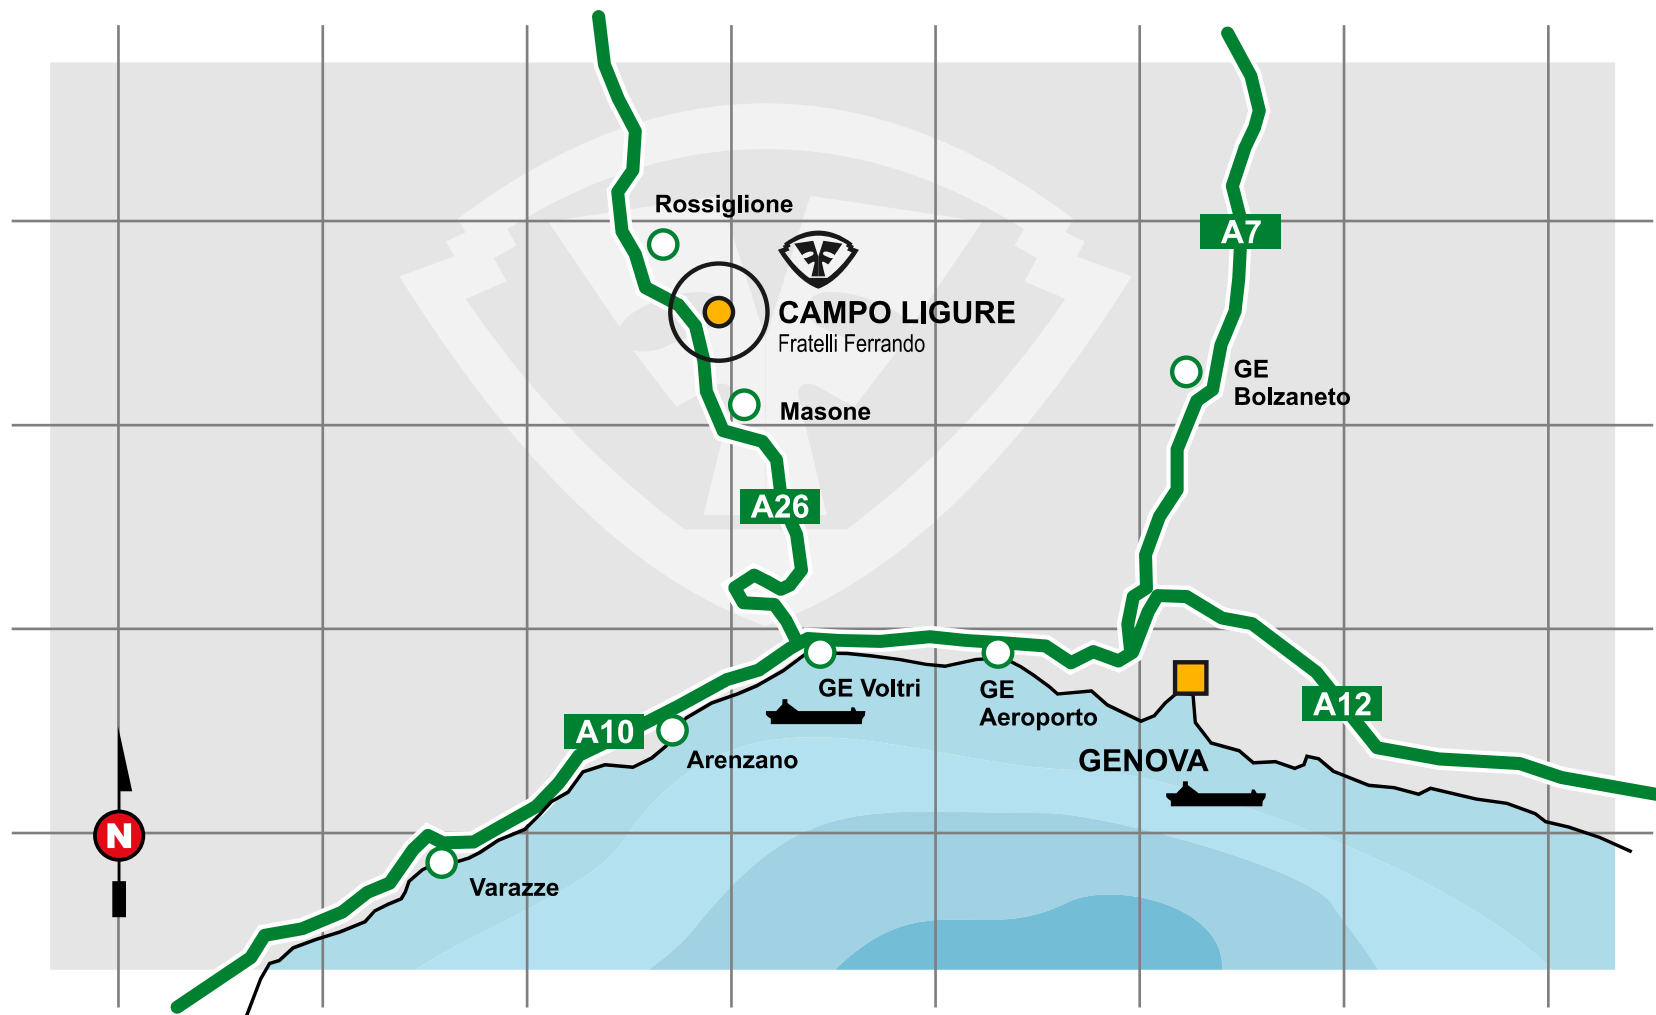 Rossiglione
A7
CAMPO LIGURE
Fratelli Ferrando
GE
Bolzaneto
Masone
A26
GE Voltri
GE
Aeroporto
A12
A10
Arenzano
GENOVA
N
Varazze